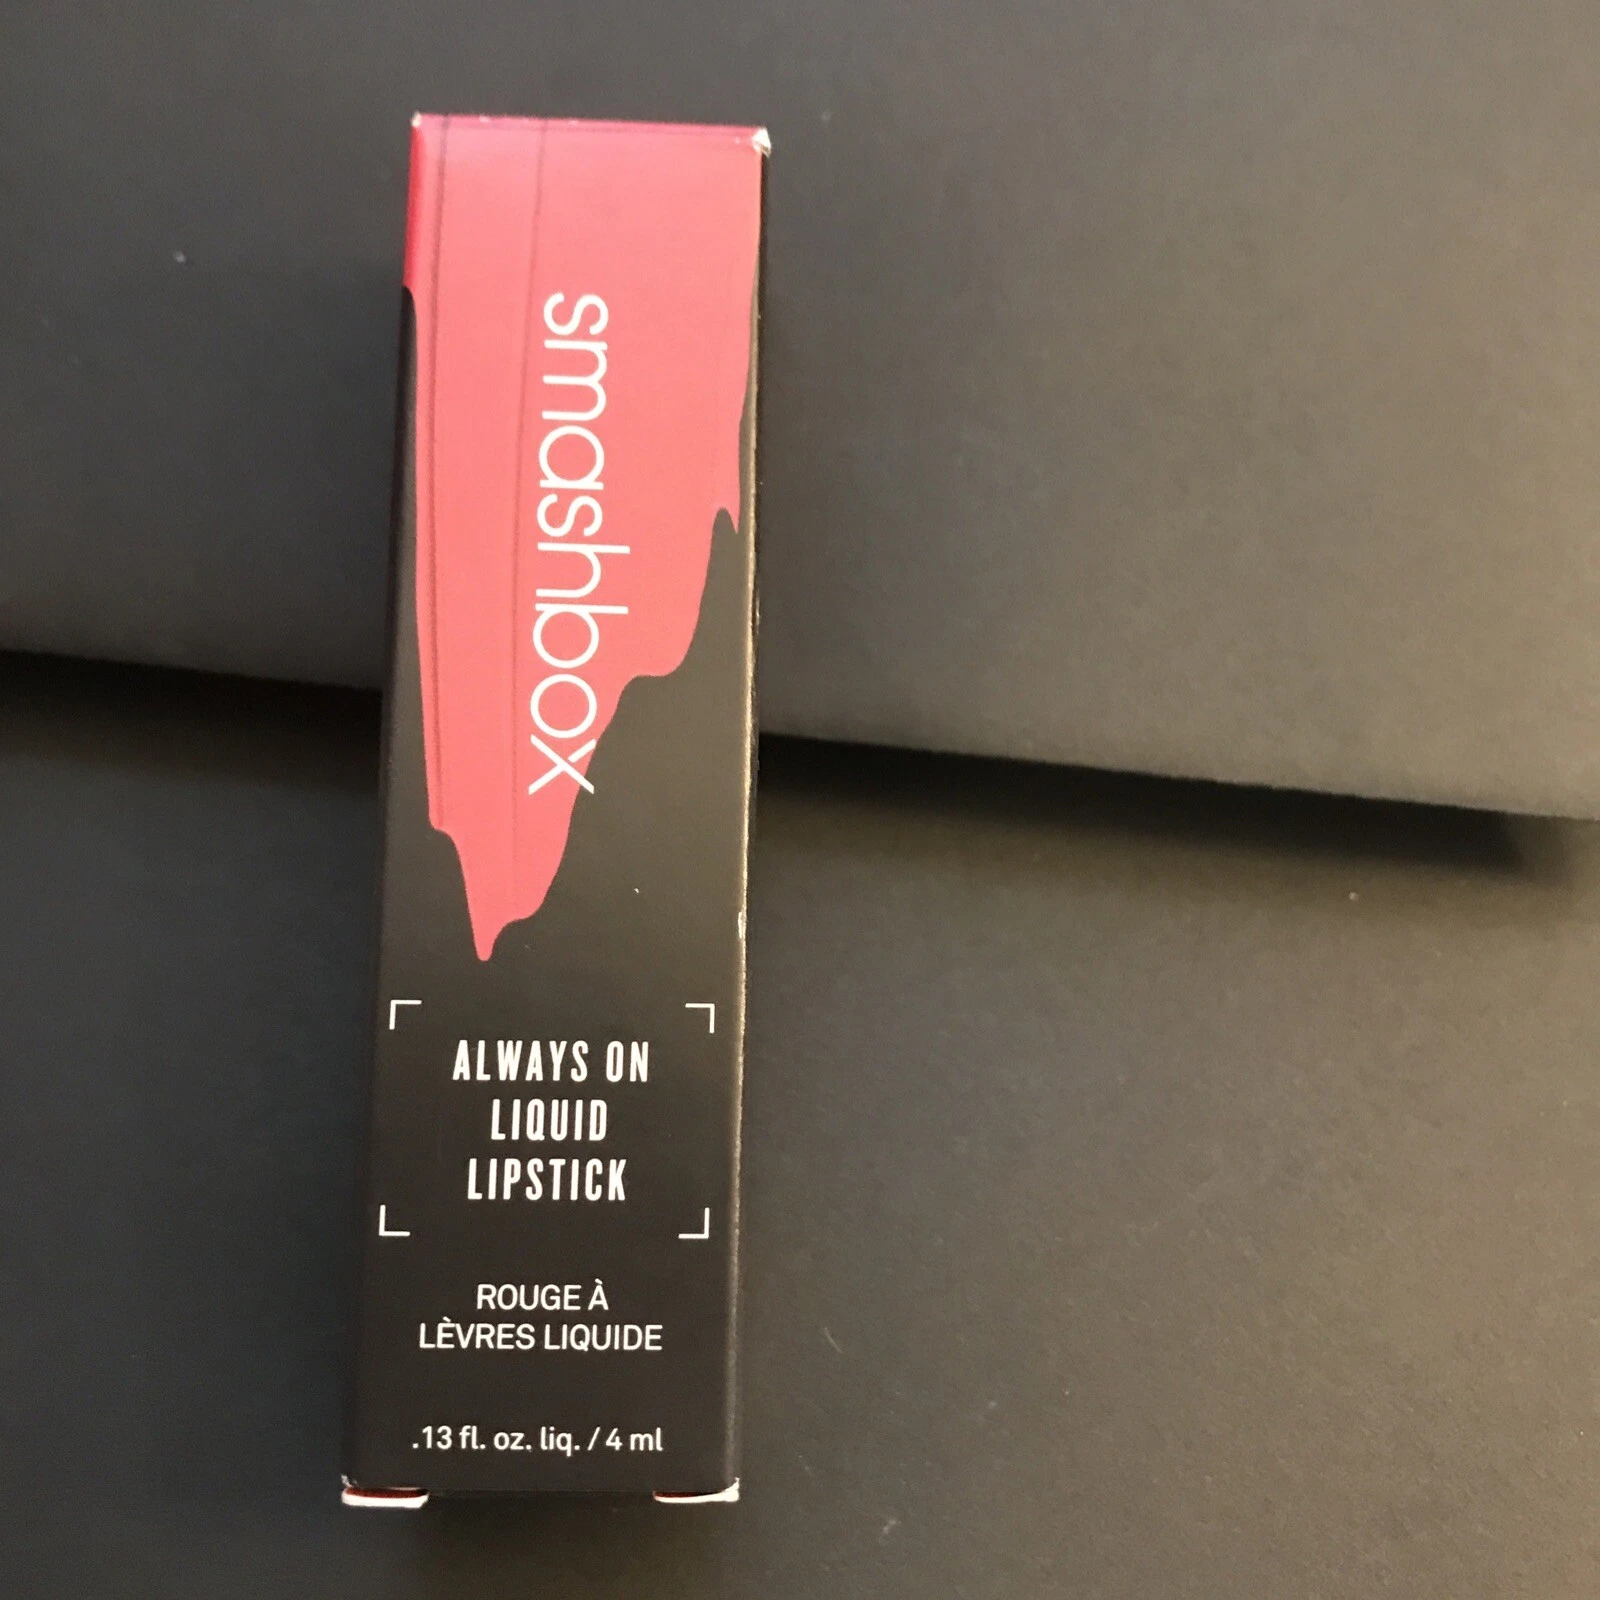 smashbox
ALWAYS ON
LIQUID
LIPSTICK
ROUGE À
LÈVRES LIQUIDE
.13 fl. oz. liq. / 4 ml